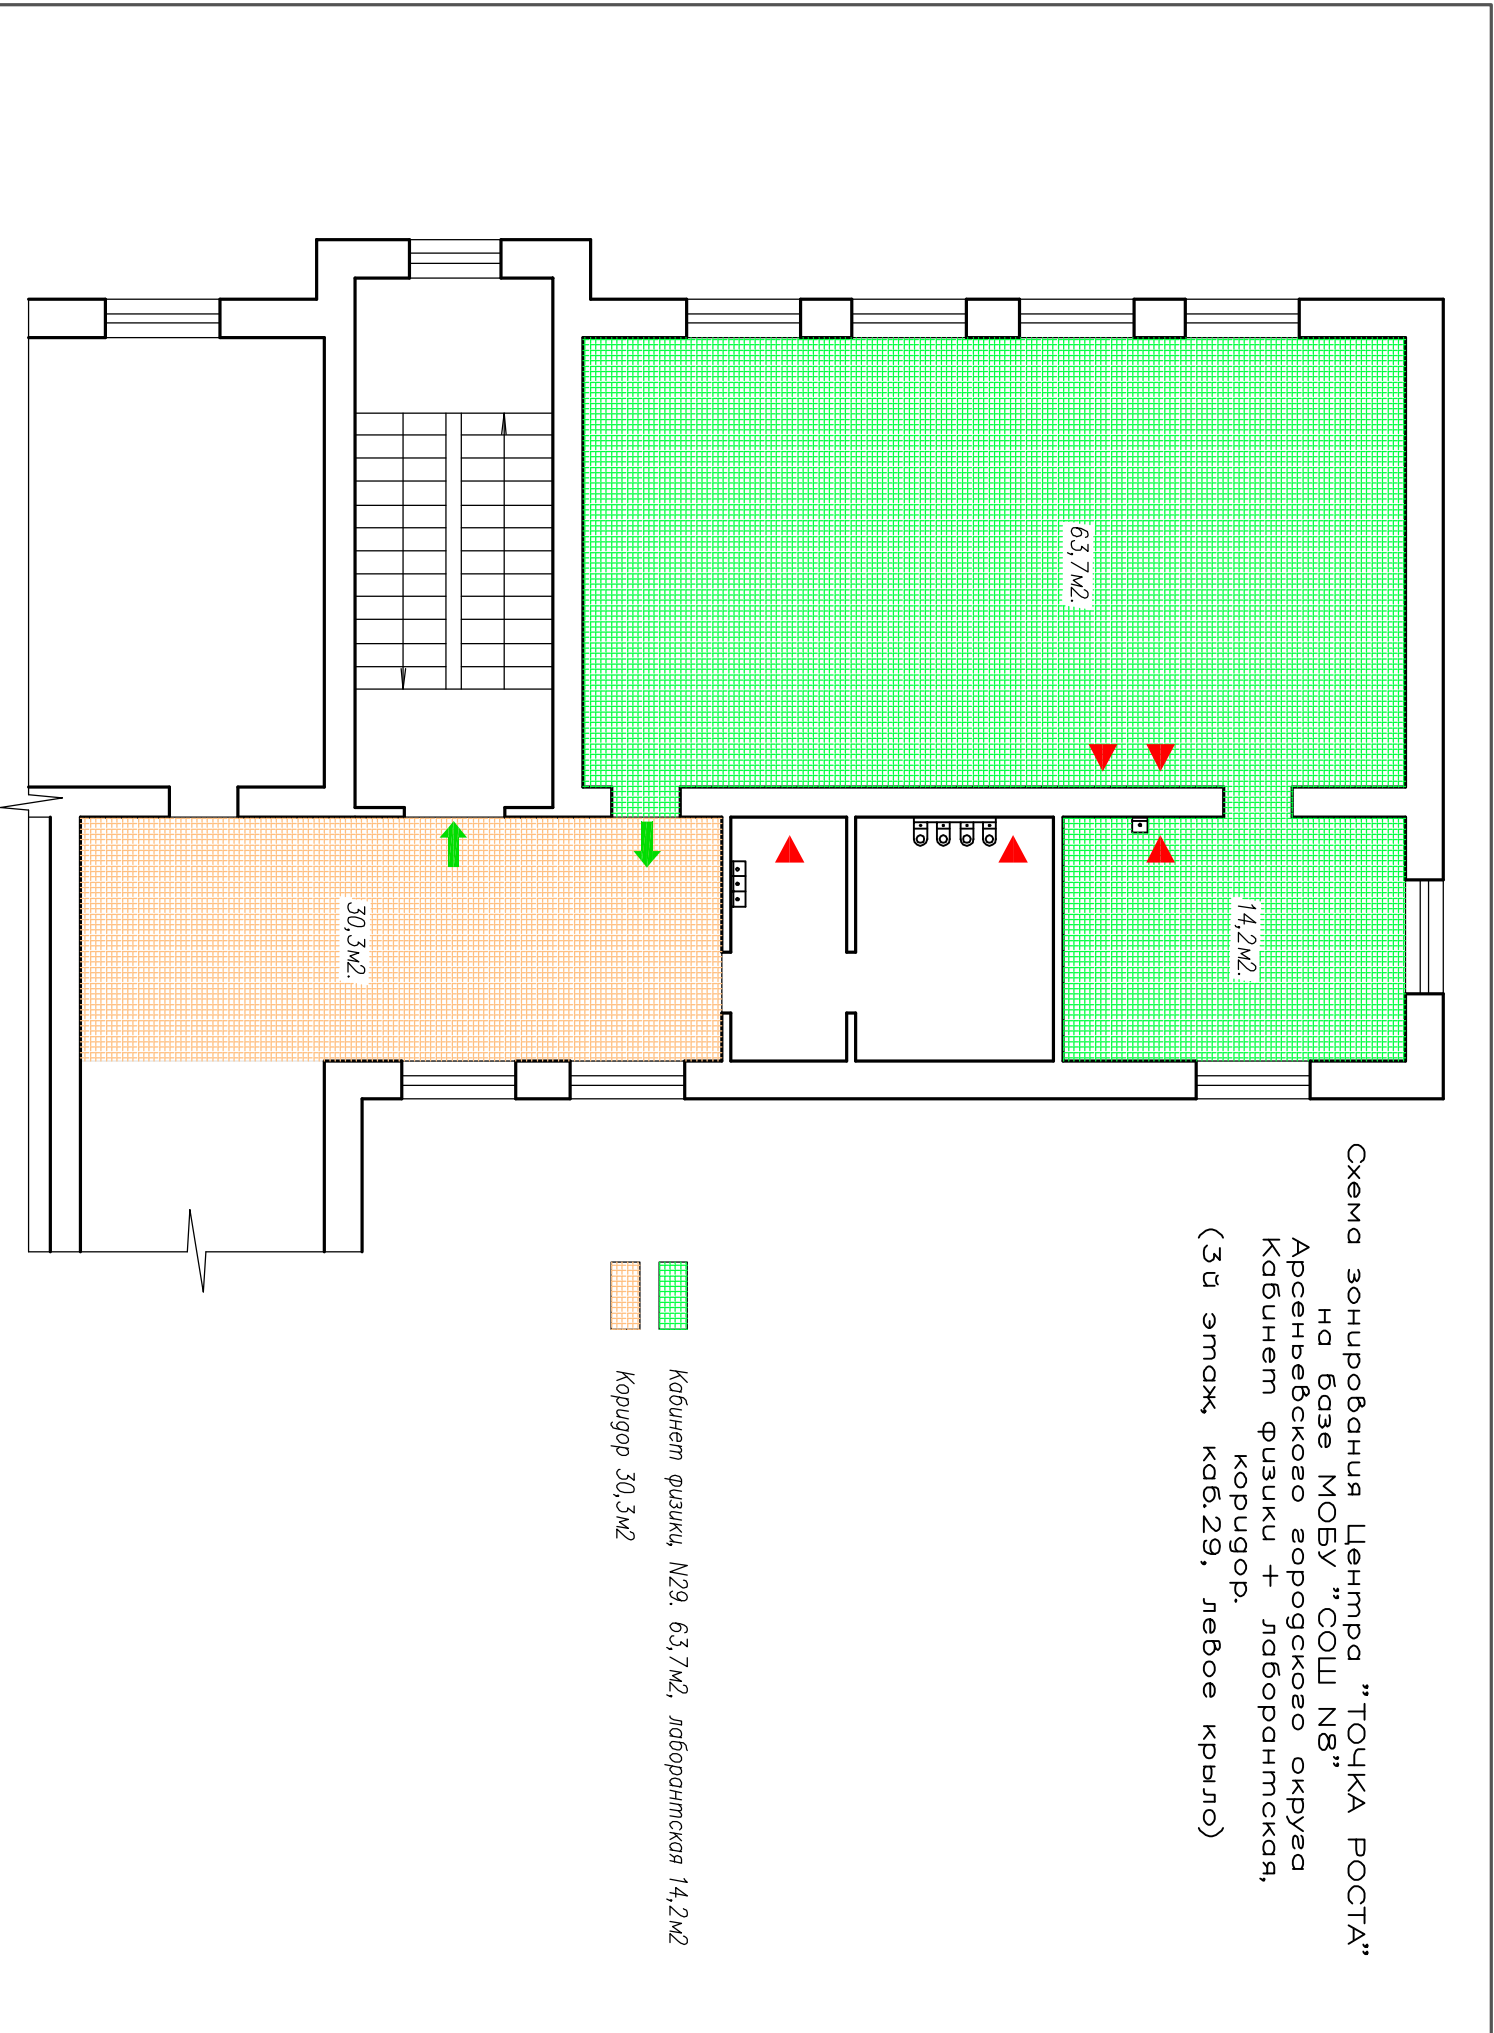 Схема зонирования Центра "ТОЧКА РОСТА"
на базе МОБУ "СОШ N8"
Арсеньевского городского округа
Кабинет физики + лаборантская,
коридор.
(3й этаж, каб.29, левое крыло)
63,7м2.
14,2м2.
30,3м2.
Кабинет физики, N29. 63,7м2, лаборантская 14,2м2
Коридор 30,3м2